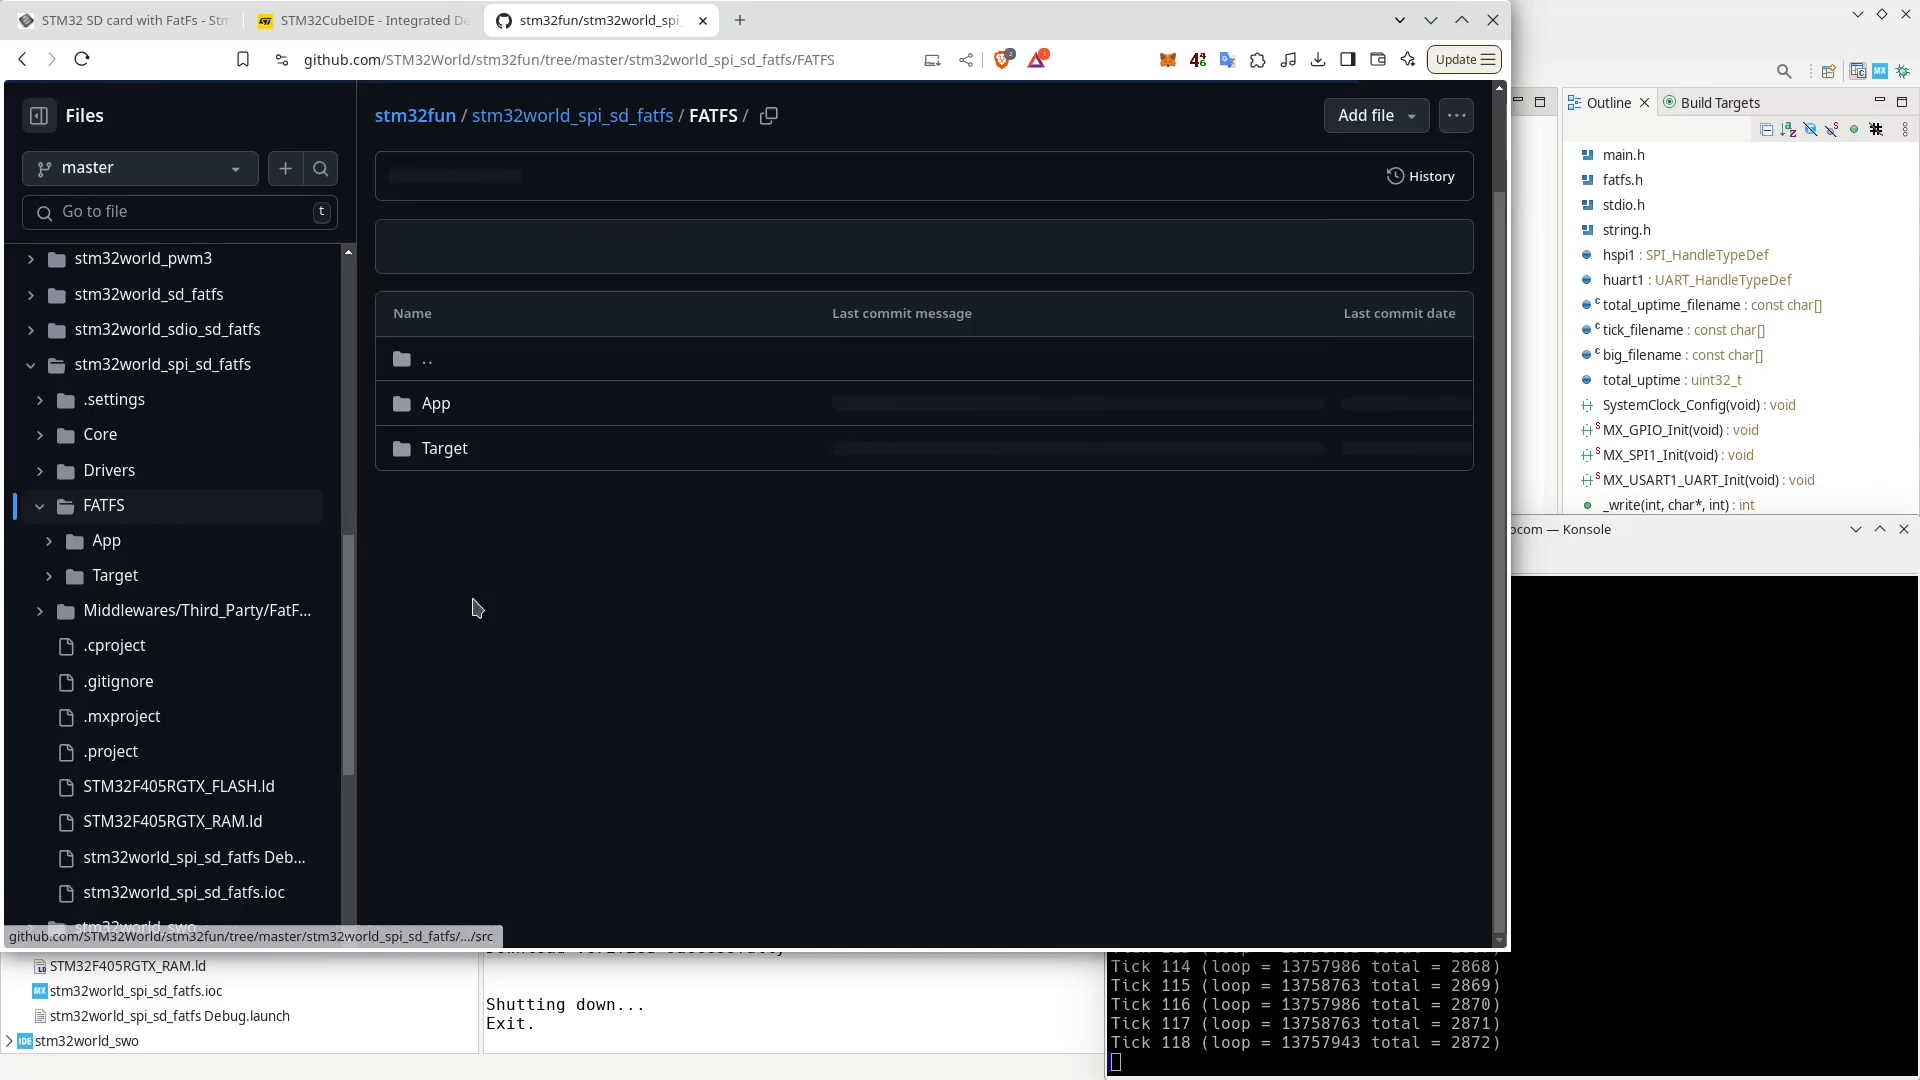 STM32 SD card with FatFs - Stm
STM32CubeIDE - Integrated De
stm32fun/stm32world_spi_
github.com/STM32World/stm32fun/tree/master/stm32world_spi_sd_fatfs/FATFS
Update
Files
stm32fun / stm32world_spi_sd_fatfs / FATFS /
Add file
master
History
Go to file
t
stm32world_pwm3
stm32world_sd_fatfs
stm32world_sdio_sd_fatfs
stm32world_spi_sd_fatfs
.settings
Core
Drivers
FATFS
App
Target
Middlewares/Third_Party/FatF...
.cproject
.gitignore
.mxproject
.project
STM32F405RGTX_FLASH.ld
STM32F405RGTX_RAM.ld
stm32world_spi_sd_fatfs Deb...
stm32world_spi_sd_fatfs.ioc
stm32world_swo
github.com/STM32World/stm32fun/tree/master/stm32world_spi_sd_fatfs/.../src
Name Last commit message Last commit date
..
App
Target
Outline
Build Targets
main.h
fatfs.h
stdio.h
string.h
hspi1 : SPI_HandleTypeDef
huart1 : UART_HandleTypeDef
total_uptime_filename : const char[]
tick_filename : const char[]
big_filename : const char[]
total_uptime : uint32_t
SystemClock_Config(void) : void
MX_GPIO_Init(void) : void
MX_SPI1_Init(void) : void
MX_USART1_UART_Init(void) : void
_write(int, char*, int) : int
ocom — Konsole
STM32F405RGTX_RAM.ld
stm32world_spi_sd_fatfs.ioc
stm32world_spi_sd_fatfs Debug.launch
stm32world_swo
Shutting down...
Exit.
Tick 114 (loop = 13757986 total = 2868)
Tick 115 (loop = 13758763 total = 2869)
Tick 116 (loop = 13757986 total = 2870)
Tick 117 (loop = 13758763 total = 2871)
Tick 118 (loop = 13757943 total = 2872)